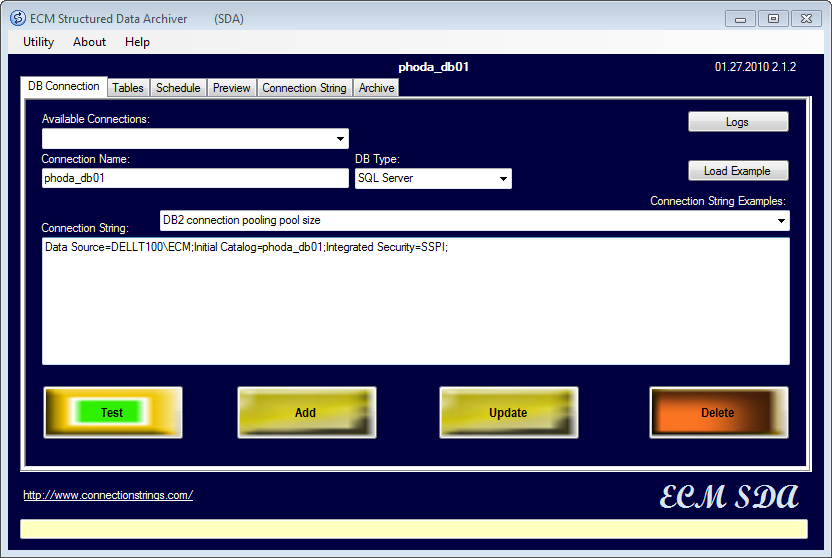 ECM Structured Data Archiver (SDA)
Utility About Help
phoda_db01 01.27.2010 2.1.2
DB Connection Tables Schedule Preview Connection String Archive
Available Connections:
Logs
Connection Name: DB Type:
phoda_db01 SQL Server
Load Example
Connection String Examples:
Connection String: DB2 connection pooling pool size
Data Source=DELLT100\ECM;Initial Catalog=phoda_db01;Integrated Security=SSPI;
Test Add Update Delete
http://www.connectionstrings.com/ ECM SDA